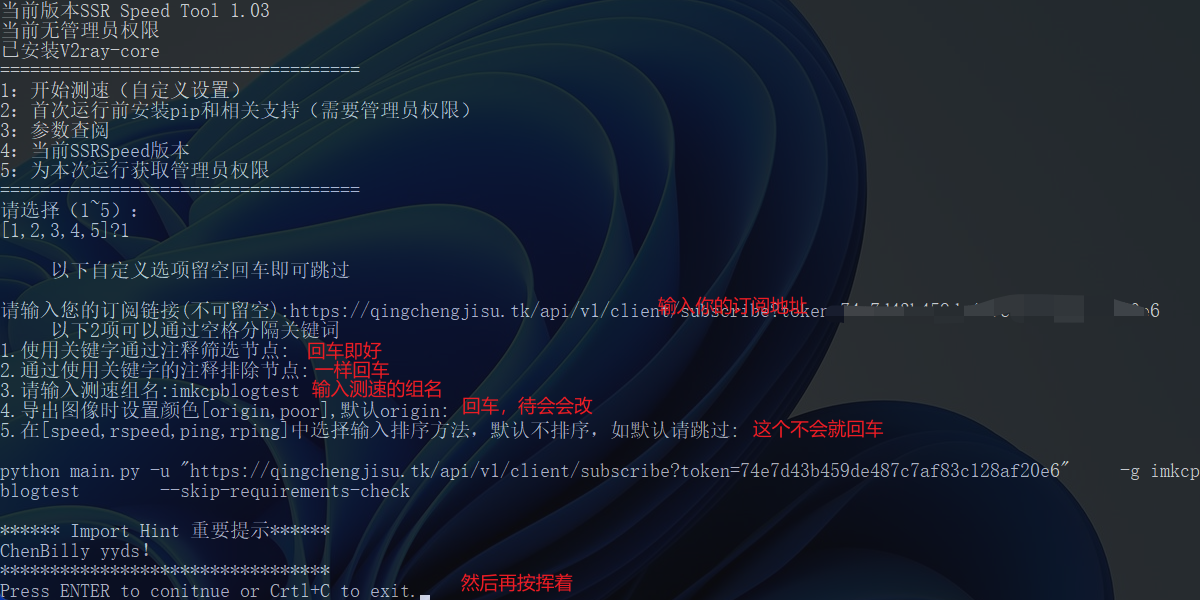 当前版本SSR Speed Tool 1.03
当前无管理员权限
已安装V2ray-core
====================================
1: 开始测速（自定义设置）
2: 首次运行前安装pip和相关支持（需要管理员权限）
3: 参数查阅
4: 当前SSRSpeed版本
5: 为本次运行获取管理员权限
====================================
请选择（1~5）:
[1,2,3,4,5]?1
以下自定义选项留空回车即可跳过
输入你的订阅地址
请输入您的订阅链接(不可留空):https://qingchengjisu.tk/api/v1/client/subscribe?token
以下2项可以通过空格分隔关键词
1.使用关键字通过注释筛选节点: 回车即好
2.通过使用关键字的注释排除节点: 一样回车
3.请输入测速组名:imkcpblogtest 输入测速的组名
4.导出图像时设置颜色[origin,poor],默认origin: 回车，待会会改
5.在[speed,rspeed,ping,rping]中选择输入排序方法，默认不排序，如默认请跳过: 这个不会就回车
python main.py -u "https://qingchengjisu.tk/api/v1/client/subscribe?token=74e7d43b459de487c7af83c128af20e6" -g imkcp
blogtest --skip-requirements-check
****** Import Hint 重要提示******
ChenBilly yyds!
*********************************
Press ENTER to conitnue or Crtl+C to exit. 然后再按挥着